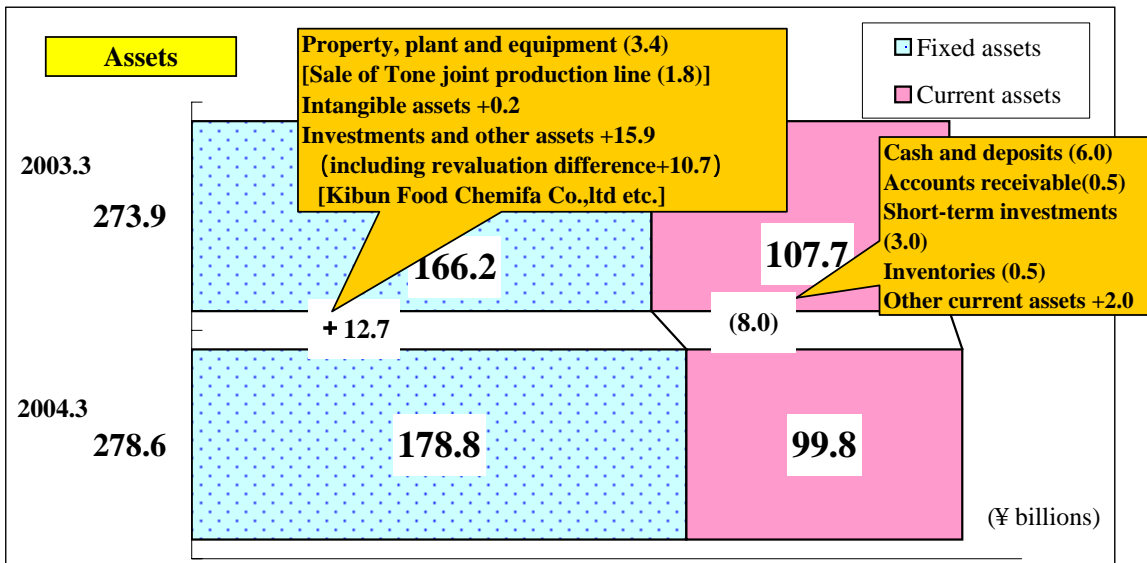 Assets
Property, plant and equipment (3.4)
[Sale of Tone joint production line (1.8)]
Intangible assets +0.2
Investments and other assets +15.9
(including revaluation difference+10.7)
[Kibun Food Chemifa Co.,ltd etc.]
Fixed assets
Current assets
Cash and deposits (6.0)
Accounts receivable(0.5)
Short-term investments
(3.0)
Inventories (0.5)
Other current assets +2.0
2003.3
273.9
166.2
107.7
+ 12.7
(8.0)
2004.3
278.6
178.8
99.8
(¥ billions)